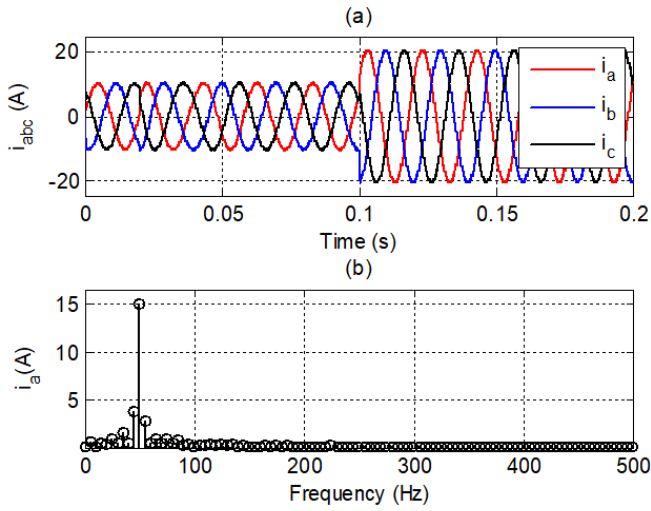 (a)
i_abc (A)
20
0
-20
i_a
i_b
i_c
0 0.05 0.1 0.15 0.2
Time (s)
(b)
i_a(A)
15
10
5
0 100 200 300 400 500
Frequency (Hz)